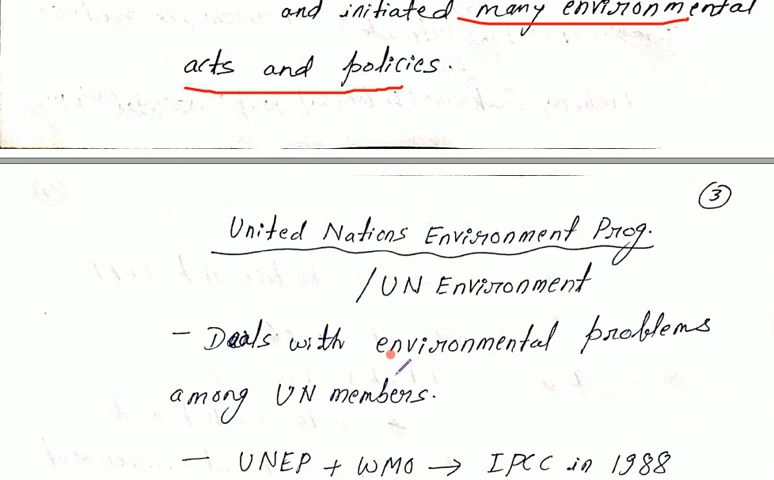 and initiated many environmental
acts and policies.
3
United Nations Environment Prog.
/UN Environment
- Deals with environmental problems
among UN members.
- UNEP + WMO → IPCC in 1988